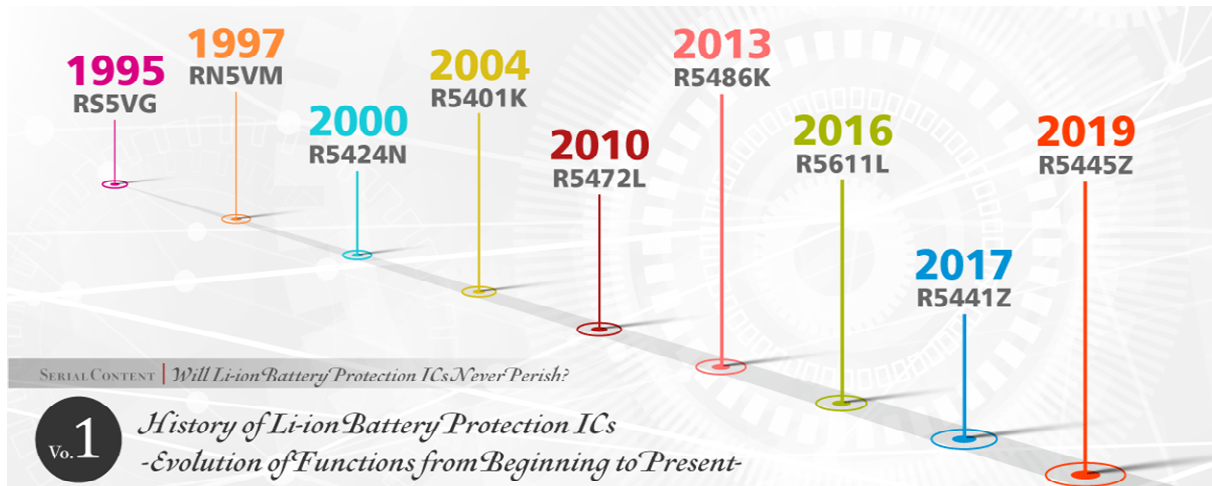 1995
RS5VG
1997
RN5VM
2000
R5424N
2004
R5401K
2010
R5472L
2013
R5486K
2016
R5611L
2017
R5441Z
2019
R5445Z
Serial Content | Will Li-ion Battery Protection ICs Never Perish?
Vo.1
History of Li-ion Battery Protection ICs
-Evolution of Functions from Beginning to Present-